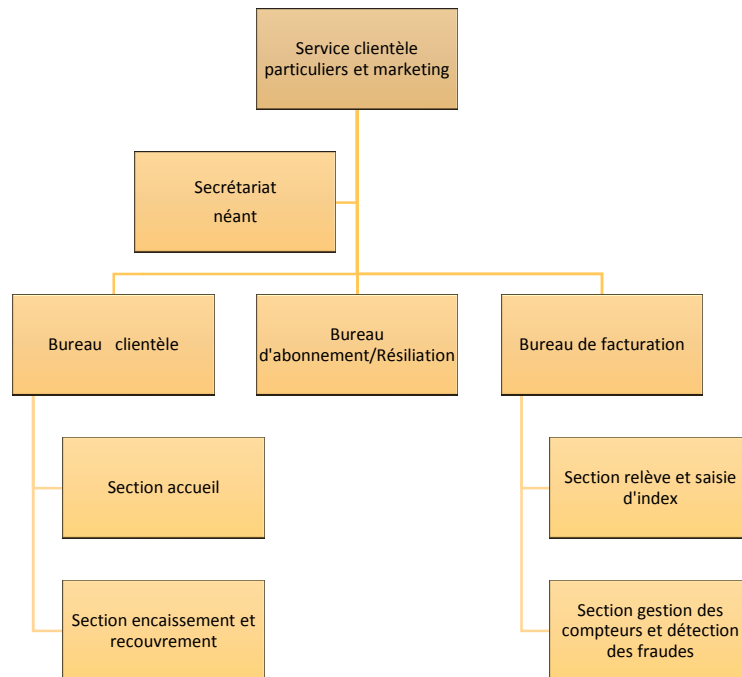 Service clientèle
particuliers et marketing
Secrétariat
néant
Bureau clientèle
Bureau
d'abonnement/Résiliation
Bureau de facturation
Section accueil
Section relève et saisie
d'index
Section encaissement et
recouvrement
Section gestion des
compteurs et détection
des fraudes